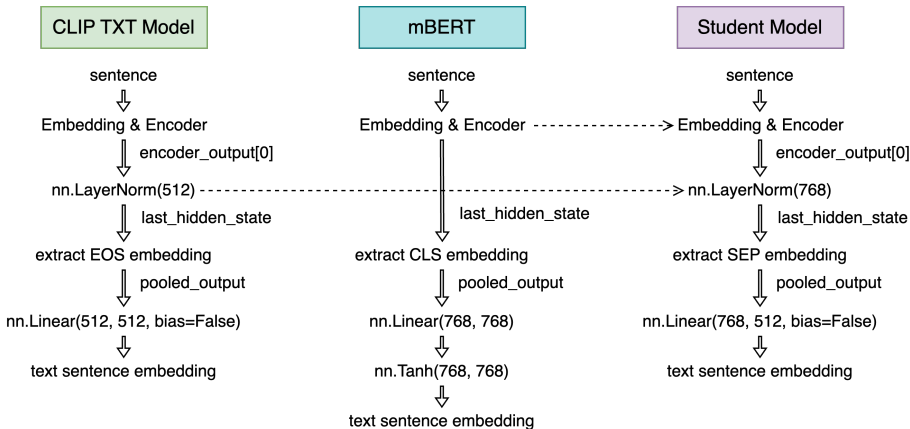 CLIP TXT Model
sentence
Embedding & Encoder
encoder_output[0]
nn.LayerNorm(512)
last_hidden_state
extract EOS embedding
pooled_output
nn.Linear(512, 512, bias=False)
text sentence embedding
mBERT
sentence
Embedding & Encoder
last_hidden_state
extract CLS embedding
pooled_output
nn.Linear(768, 768)
nn.Tanh(768, 768)
text sentence embedding
Student Model
sentence
Embedding & Encoder
encoder_output[0]
nn.LayerNorm(768)
last_hidden_state
extract SEP embedding
pooled_output
nn.Linear(768, 512, bias=False)
text sentence embedding